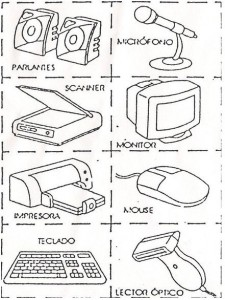 PARLANTES
MICRÓFONO
SCANNER
MONITOR
IMPRESORA
MOUSE
TECLADO
LECTOR ÓPTICO